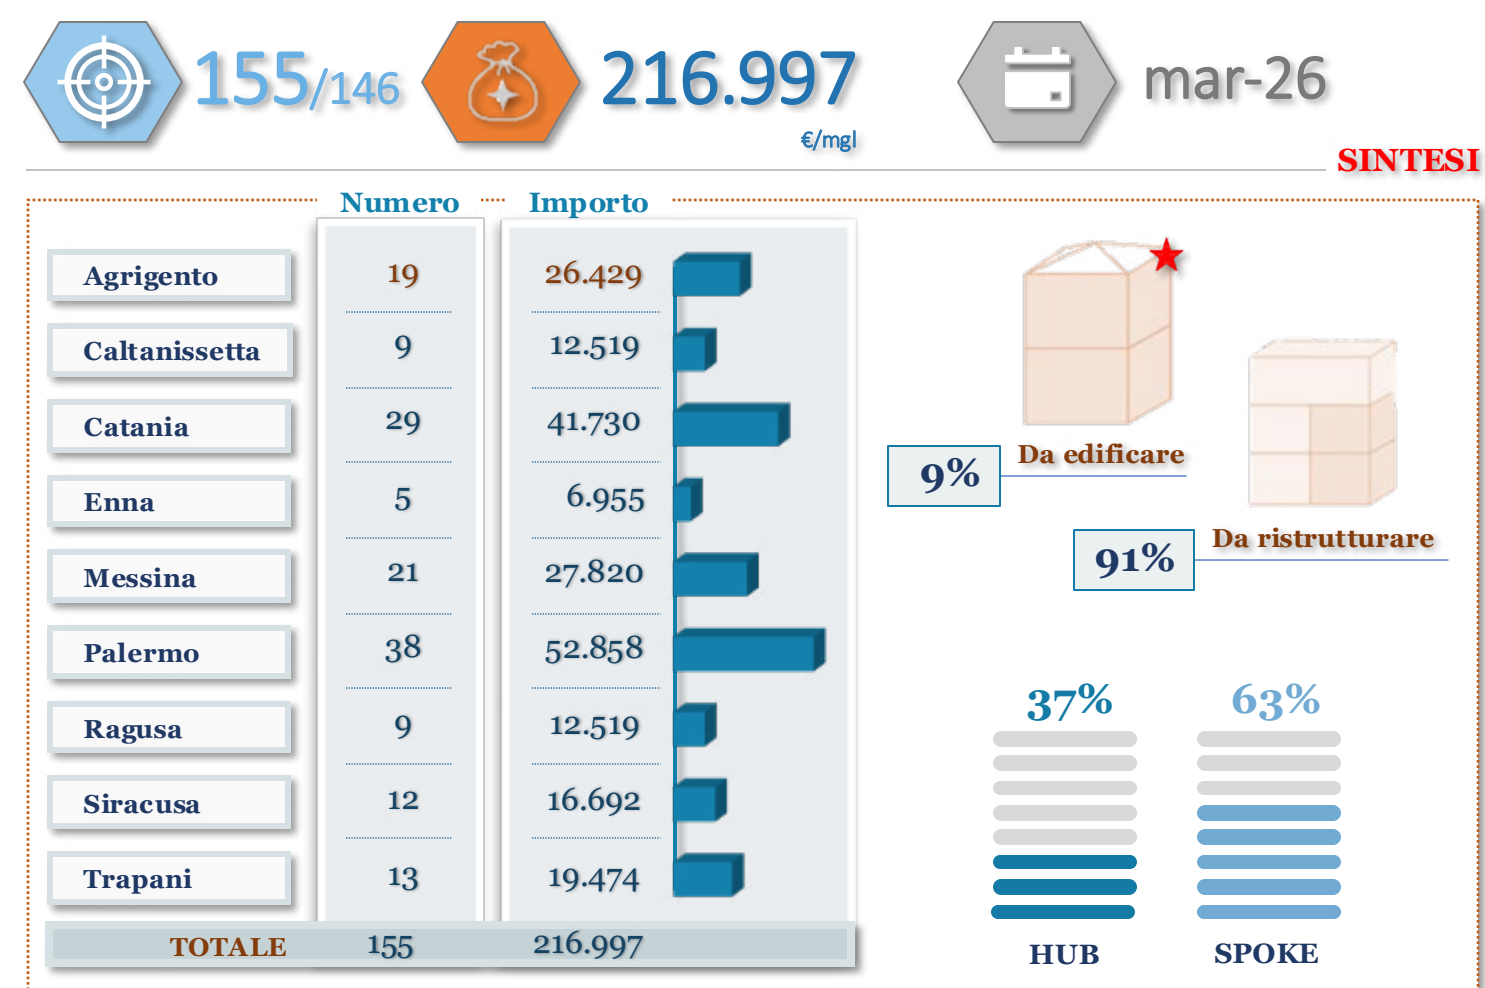 155/146
216.997
€/mgl
mar-26
SINTESI
Numero Importo
Agrigento 19 26.429
Caltanissetta 9 12.519
Catania 29 41.730
Enna 5 6.955
Messina 21 27.820
Palermo 38 52.858
Ragusa 9 12.519
Siracusa 12 16.692
Trapani 13 19.474
TOTALE 155 216.997
9% Da edificare
91% Da ristrutturare
37% 63%
HUB SPOKE